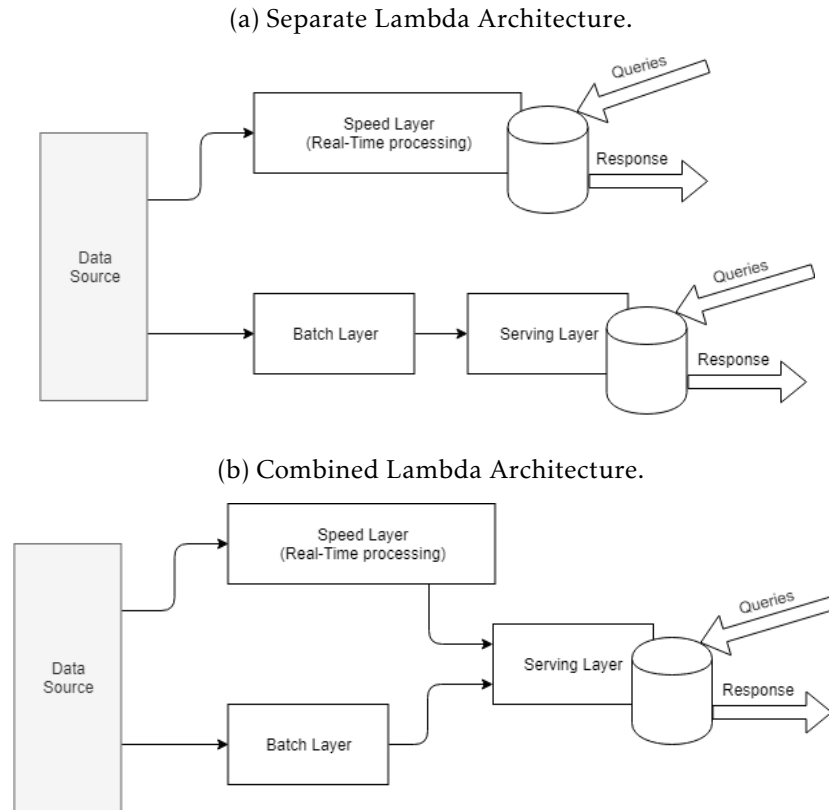 (a) Separate Lambda Architecture.
Queries
Speed Layer
(Real-Time processing)
Response
Data
Source
Queries
Batch Layer
Serving Layer
Response
(b) Combined Lambda Architecture.
Speed Layer
(Real-Time processing)
Queries
Data
Source
Serving Layer
Response
Batch Layer